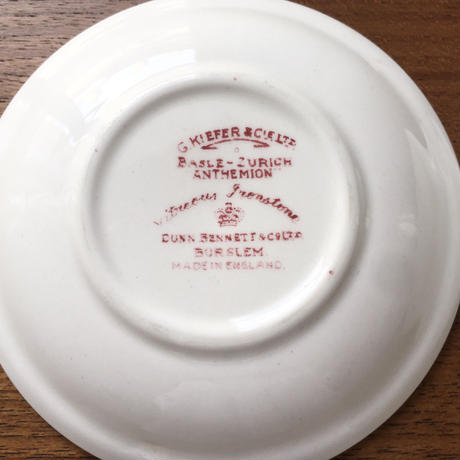 G. KIEFER & CIE LTD
BASLE-ZURICH
"ANTHEMION"
Vitreous Ironstone
DUNN BENNETT & CO LTD
BURSLEM
MADE IN ENGLAND.